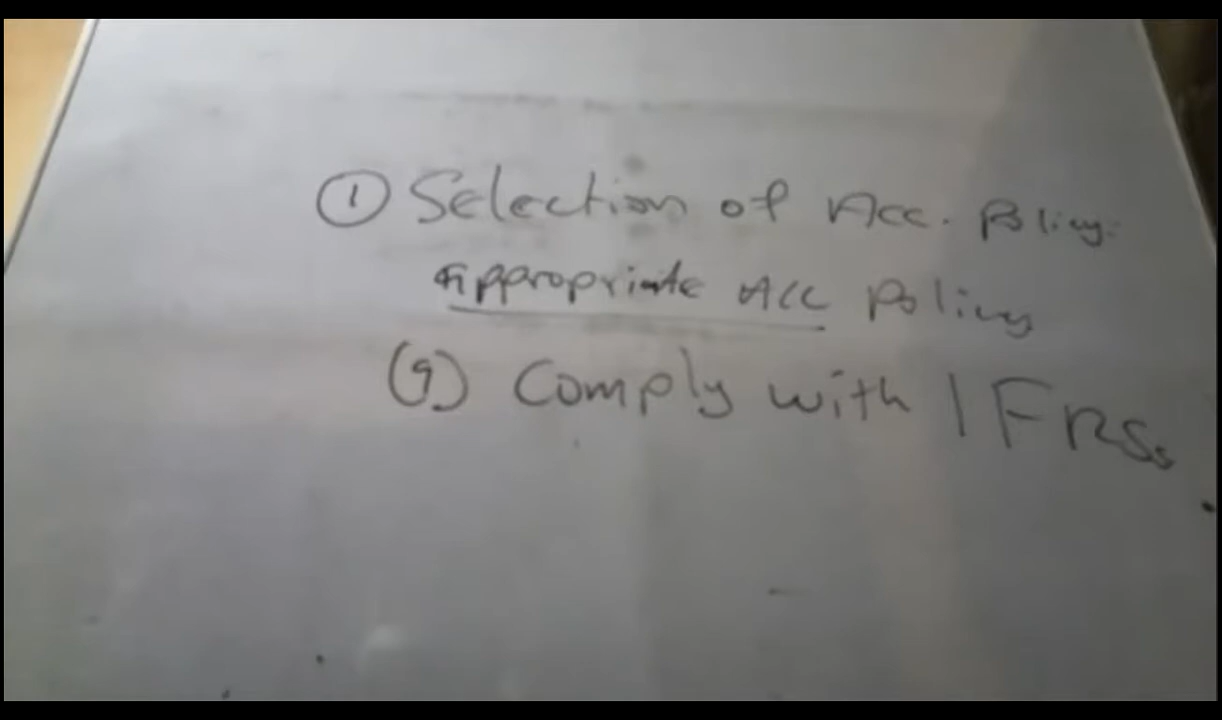 ① Selection of Acc. Policy.
appropriate Acc Policy
(a) Comply with IFRSs.